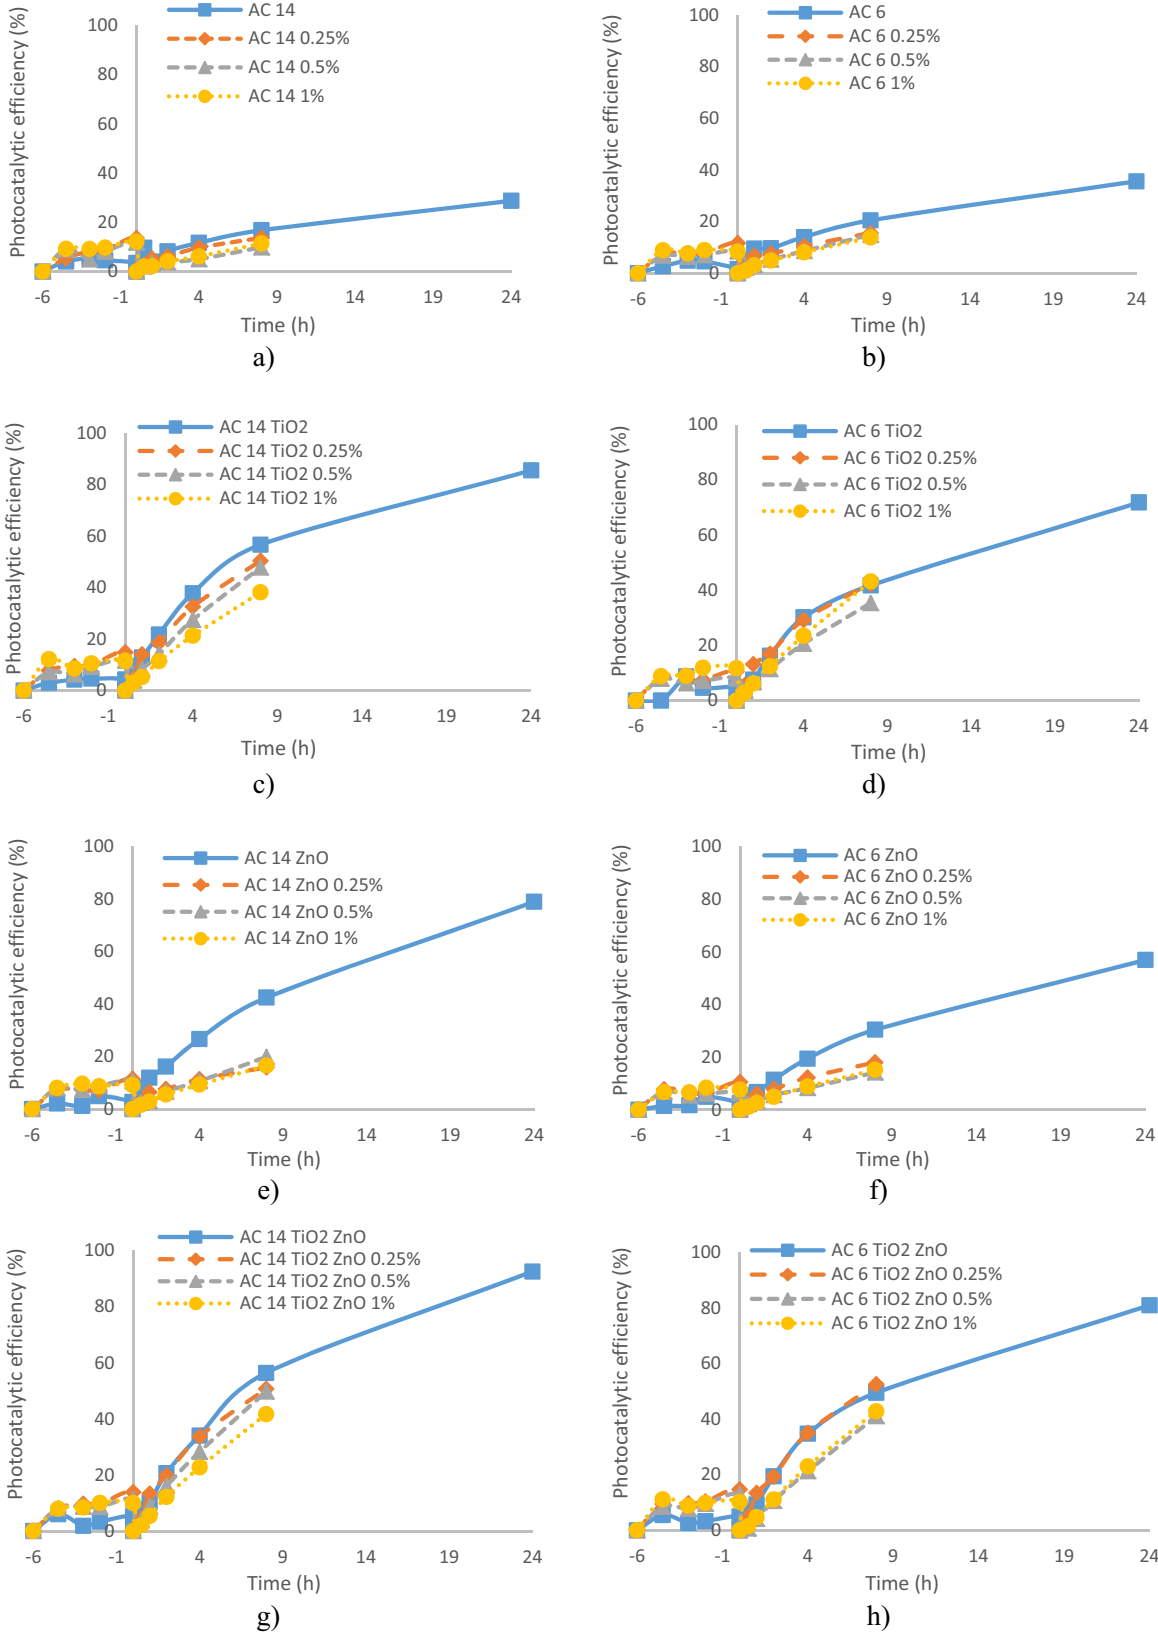 Photocatalytic efficiency (%)
100
80
60
40
20
0
AC 14
AC 14 0.25%
AC 14 0.5%
AC 14 1%
-6 -1 4 9 14 19 24
Time (h)
a)
Photocatalytic efficiency (%)
100
80
60
40
20
0
AC 6
AC 6 0.25%
AC 6 0.5%
AC 6 1%
-6 -1 4 9 14 19 24
Time (h)
b)
Photocatalytic efficiency (%)
100
80
60
40
20
0
AC 14 TiO2
AC 14 TiO2 0.25%
AC 14 TiO2 0.5%
AC 14 TiO2 1%
-6 -1 4 9 14 19 24
Time (h)
c)
Photocatalytic efficiency (%)
100
80
60
40
20
0
AC 6 TiO2
AC 6 TiO2 0.25%
AC 6 TiO2 0.5%
AC 6 TiO2 1%
-6 -1 4 9 14 19 24
Time (h)
d)
Photocatalytic efficiency (%)
100
80
60
40
20
0
AC 14 ZnO
AC 14 ZnO 0.25%
AC 14 ZnO 0.5%
AC 14 ZnO 1%
-6 -1 4 9 14 19 24
Time (h)
e)
Photocatalytic efficiency (%)
100
80
60
40
20
0
AC 6 ZnO
AC 6 ZnO 0.25%
AC 6 ZnO 0.5%
AC 6 ZnO 1%
-6 -1 4 9 14 19 24
Time (h)
f)
Photocatalytic efficiency (%)
100
80
60
40
20
0
AC 14 TiO2 ZnO
AC 14 TiO2 ZnO 0.25%
AC 14 TiO2 ZnO 0.5%
AC 14 TiO2 ZnO 1%
-6 -1 4 9 14 19 24
Time (h)
g)
Photocatalytic efficiency (%)
100
80
60
40
20
0
AC 6 TiO2 ZnO
AC 6 TiO2 ZnO 0.25%
AC 6 TiO2 ZnO 0.5%
AC 6 TiO2 ZnO 1%
-6 -1 4 9 14 19 24
Time (h)
h)